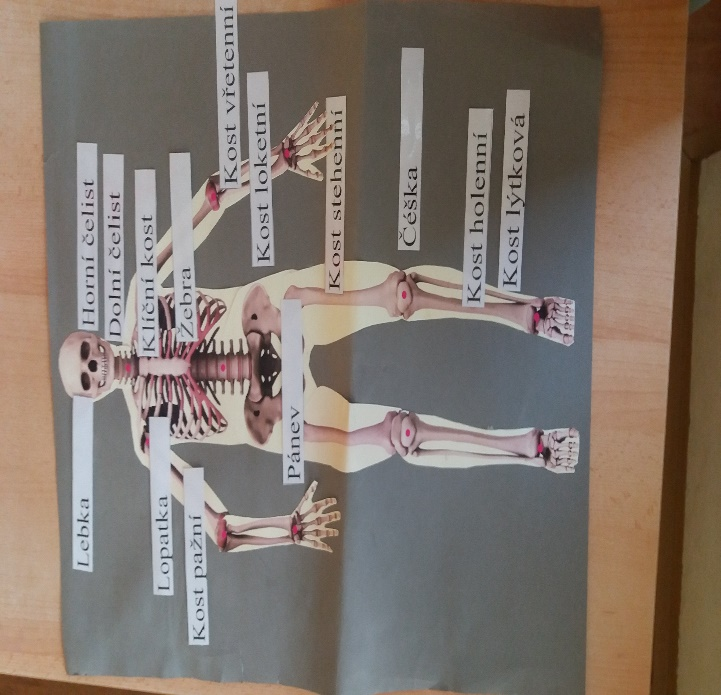 Horní čelist
Dolní čelist
Klíční kost
Žebra
Kost vřetenní
Kost loketní
Kost stehenní
Čéška
Kost holenní
Kost lýtková
Lebka
Lopatka
Kost pažní
Pánev